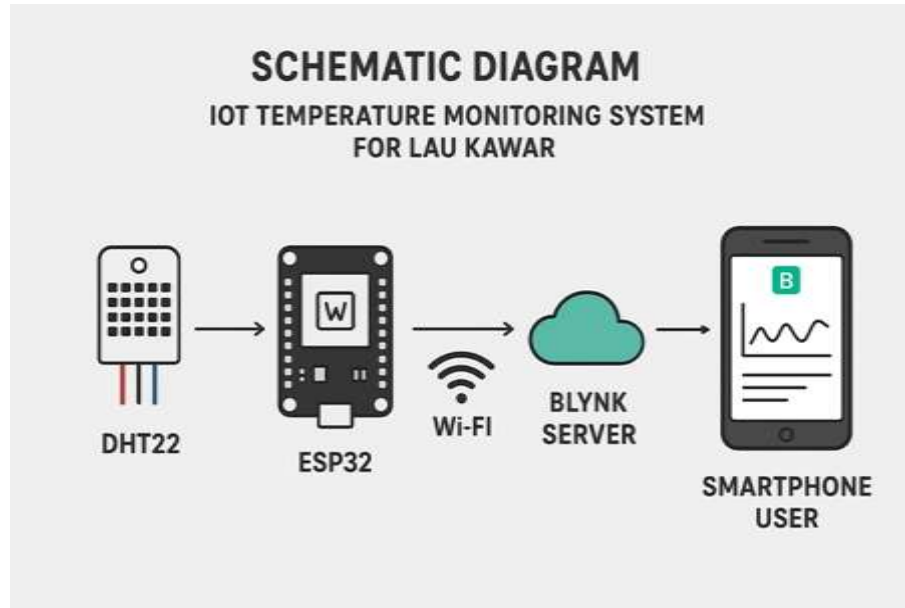 SCHEMATIC DIAGRAM
IOT TEMPERATURE MONITORING SYSTEM
FOR LAU KAWAR
W
B
DHT22
ESP32
Wi-FI
BLYNK
SERVER
SMARTPHONE
USER